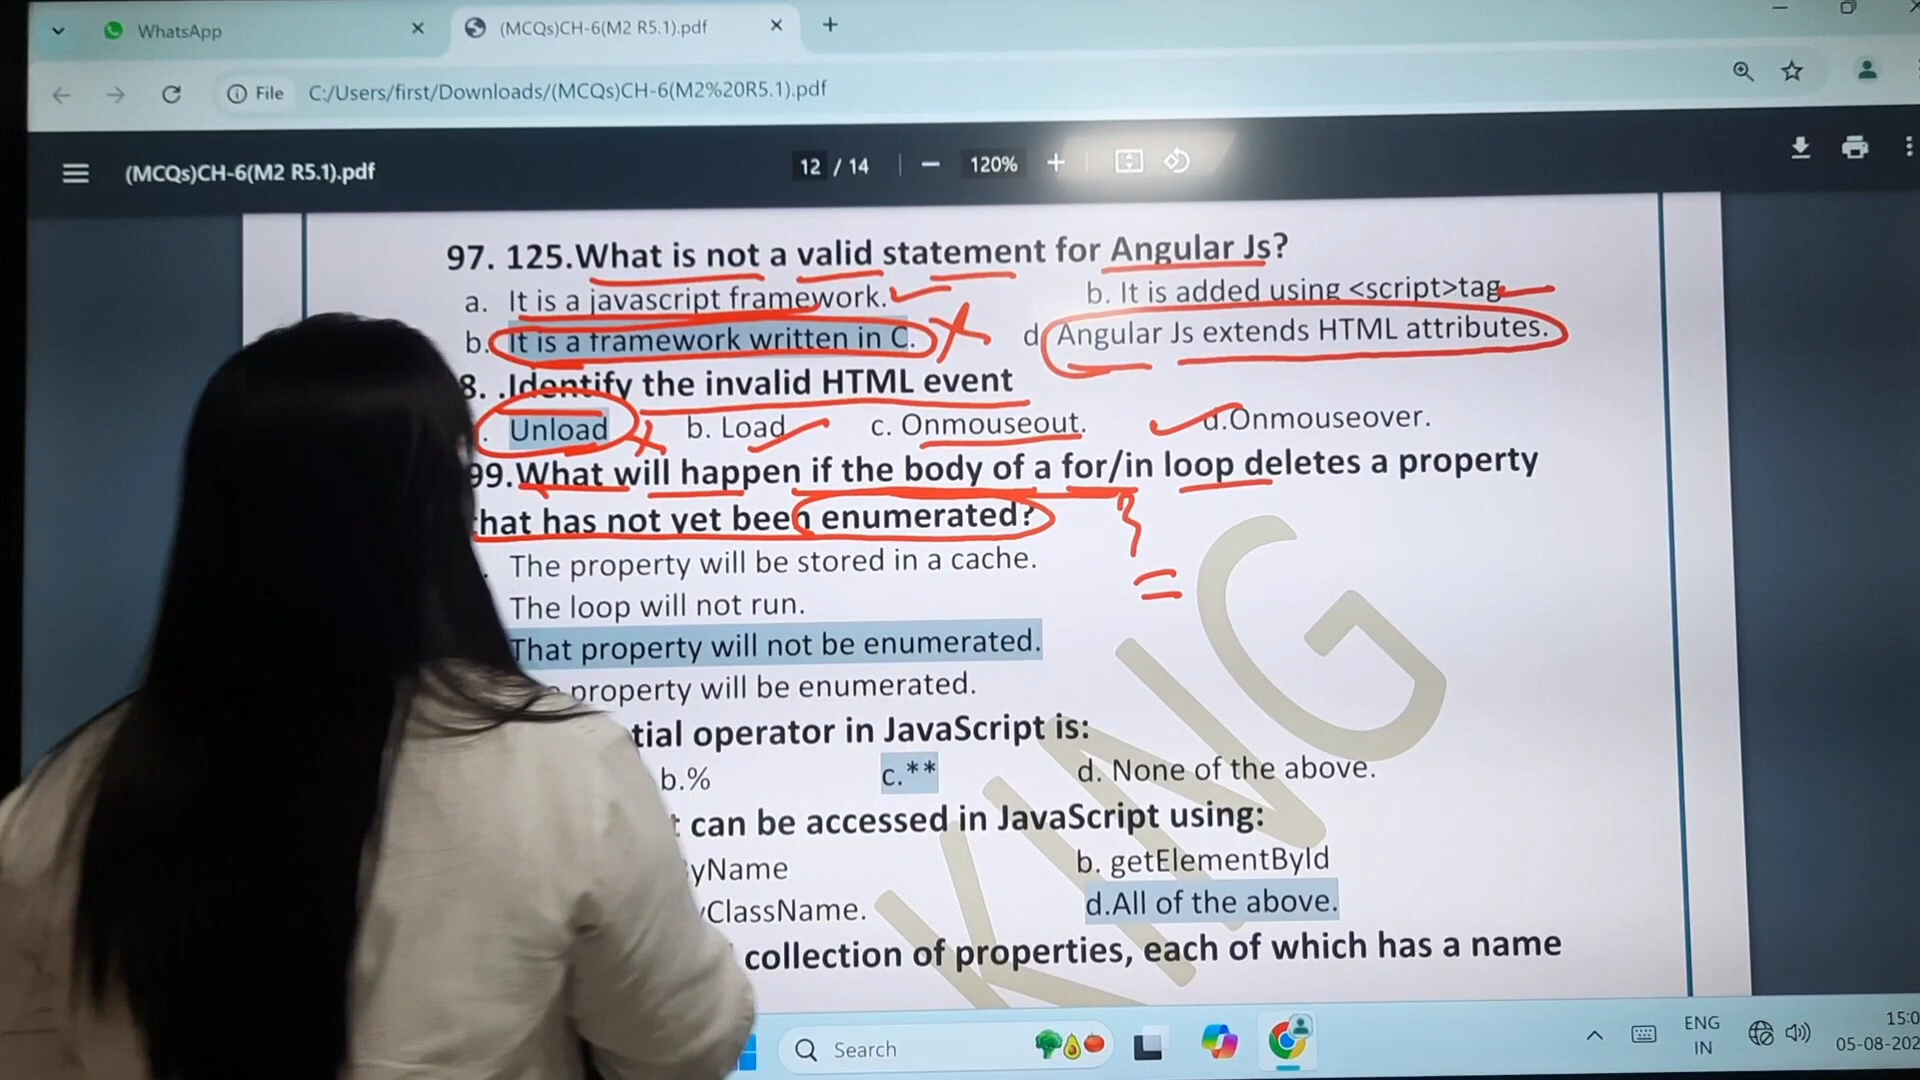 WhatsApp
(MCQs)CH-6(M2 R5.1).pdf
File
C:/Users/first/Downloads/(MCQs)CH-6(M2%20R5.1).pdf
(MCQs)CH-6(M2 R5.1).pdf
12 / 14
120%
97. 125.What is not a valid statement for Angular Js?
a. It is a javascript framework.
b. It is added using <script>tag
b. It is a framework written in C.
d Angular Js extends HTML attributes.
8. .Identify the invalid HTML event
. Unload
b. Load
c. Onmouseout.
d.Onmouseover.
99.What will happen if the body of a for/in loop deletes a property
that has not yet been enumerated?
The property will be stored in a cache.
The loop will not run.
That property will not be enumerated.
property will be enumerated.
tial operator in JavaScript is:
b.%
c.**
d. None of the above.
t can be accessed in JavaScript using:
yName
b. getElementById
ClassName.
d.All of the above.
collection of properties, each of which has a name
KING
Search
ENG
IN
15:0
05-08-202